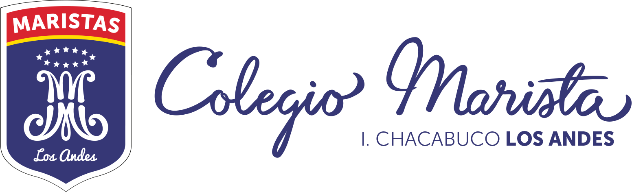 MARISTAS
Los Andes
Colegio Marista
I. CHACABUCO LOS ANDES